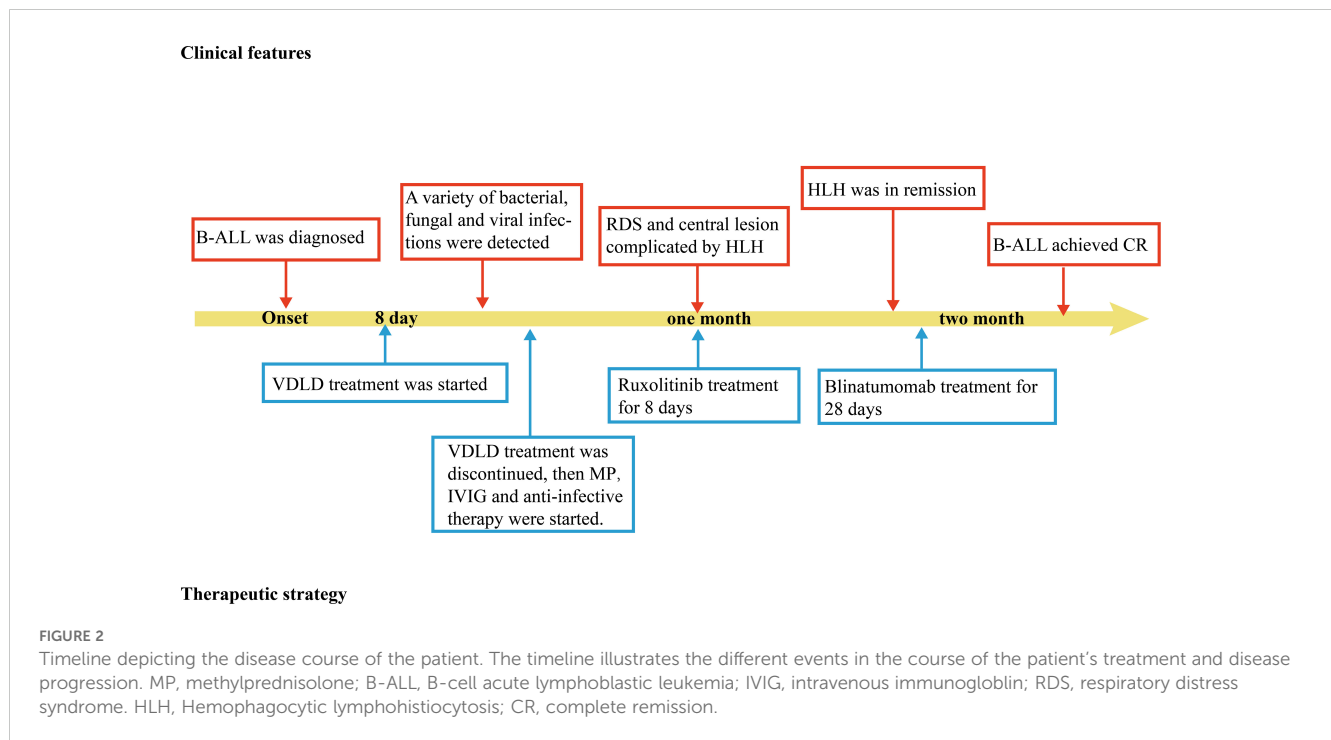 Clinical features
HLH was in remission
A variety of bacterial,
fungal and viral infec-
tions were detected
RDS and central lesion
complicated by HLH
B-ALL was diagnosed
B-ALL achieved CR
Onset
8 day
one month
two month
VDLD treatment was started
Ruxolitinib treatment
for 8 days
Blinatumomab treatment for
28 days
VDLD treatment was
discontinued, then MP,
IVIG and anti-infective
therapy were started.
Therapeutic strategy
FIGURE 2
Timeline depicting the disease course of the patient. The timeline illustrates the different events in the course of the patient's treatment and disease
progression. MP, methylprednisolone; B-ALL, B-cell acute lymphoblastic leukemia; IVIG, intravenous immunogloblin; RDS, respiratory distress
syndrome. HLH, Hemophagocytic lymphohistiocytosis; CR, complete remission.